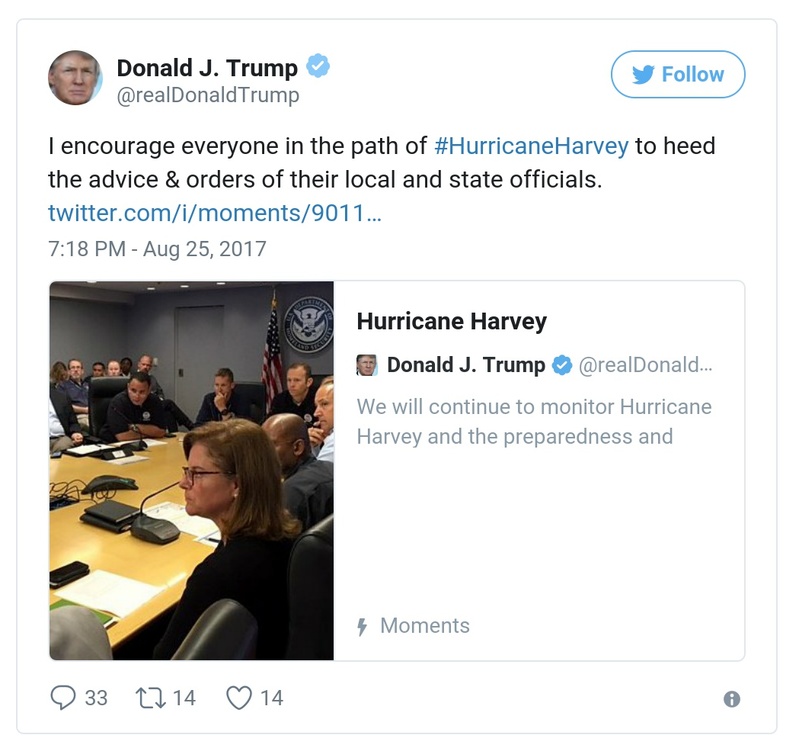 Donald J. Trump
@realDonaldTrump
Follow
I encourage everyone in the path of #HurricaneHarvey to heed
the advice & orders of their local and state officials.
twitter.com/i/moments/9011…
7:18 PM - Aug 25, 2017
Hurricane Harvey
Donald J. Trump @realDonald…
We will continue to monitor Hurricane
Harvey and the preparedness and
Moments
33 14 14